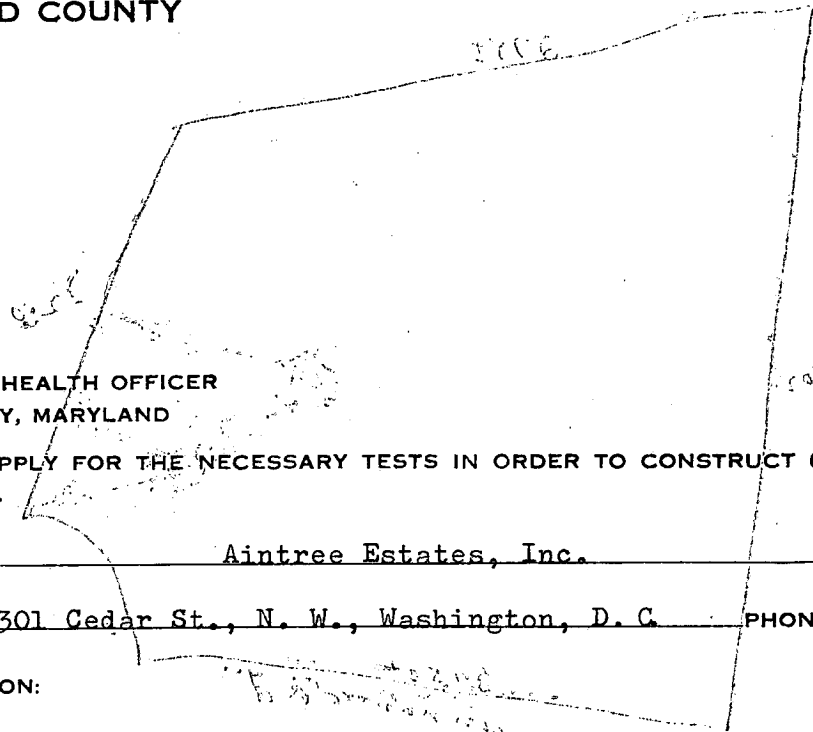 D COUNTY
HEALTH OFFICER
Y, MARYLAND
PPLY FOR THE NECESSARY TESTS IN ORDER TO CONSTRUCT (
Aintree Estates, Inc.
301 Cedar St., N. W., Washington, D. C. PHON
ON: